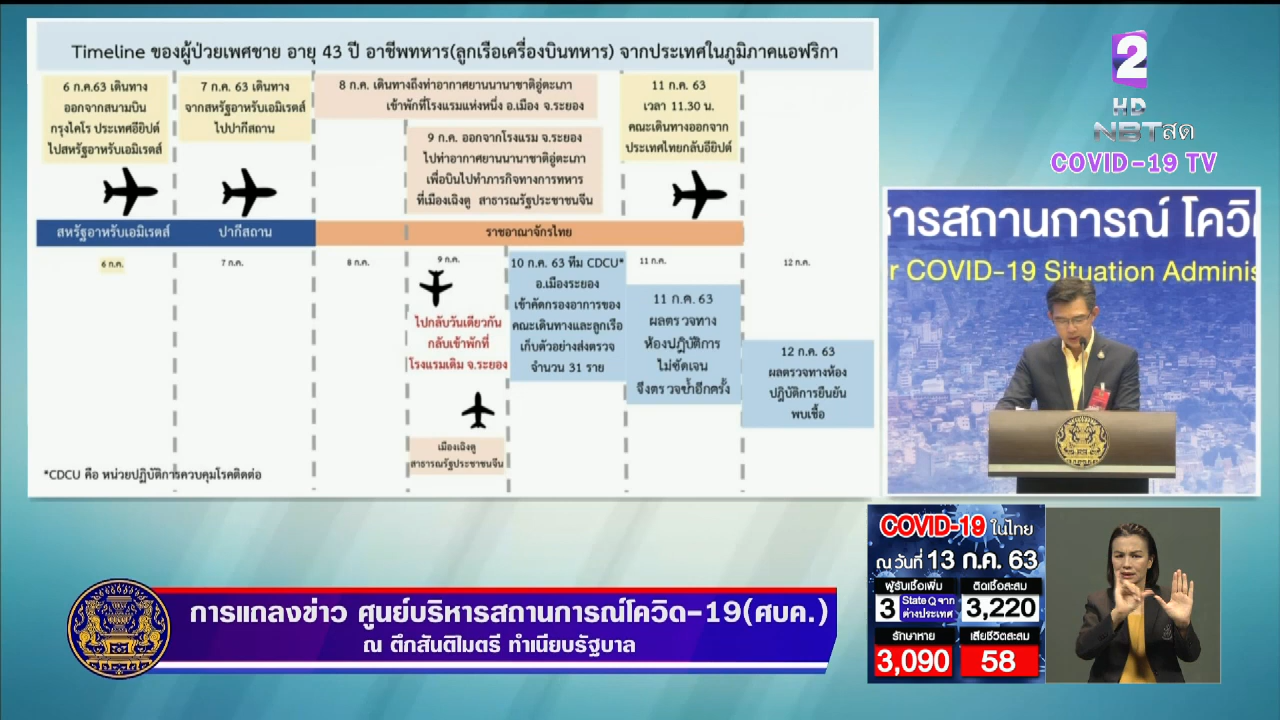 Timeline ของผู้ป่วยเพศชาย อายุ 43 ปี อาชีพทหาร(ลูกเรือเครื่องบินทหาร) จากประเทศในภูมิภาคแอฟริกา
6 ก.ค.63 เดินทาง
ออกจากสนามบิน
กรุงไคโร ประเทศอียิปต์
ไปสหรัฐอาหรับเอมิเรตส์
7 ก.ค. 63 เดินทาง
จากสหรัฐอาหรับเอมิเรตส์
ไปปากีสถาน
8 ก.ค. 63 เดินทางถึงท่าอากาศยานนานาชาติอู่ตะเภา
เข้าพักที่โรงแรมแห่งหนึ่ง อ.เมือง จ.ระยอง
9 ก.ค. ออกจากโรงแรม จ.ระยอง
ไปท่าอากาศยานนานาชาติอู่ตะเภา
เพื่อบินไปทำภารกิจทางการทหาร
ที่เมืองเฉิงตู สาธารณรัฐประชาชนจีน
11 ก.ค. 63
เวลา 11.30 น.
คณะเดินทางออกจาก
ประเทศไทยกลับอียิปต์
สหรัฐอาหรับเอมิเรตส์
ปากีสถาน
ราชอาณาจักรไทย
6 ก.ค.
7 ก.ค.
8 ก.ค.
9 ก.ค.
11 ก.ค.
12 ก.ค.
ไปกลับวันเดียวกัน
กลับเข้าพักที่
โรงแรมเดิม จ.ระยอง
เมืองเฉิงตู
สาธารณรัฐประชาชนจีน
10 ก.ค. 63 ทีม CDCU*
อ.เมืองระยอง
เข้าคัดกรองอาการของ
คณะเดินทางและลูกเรือ
เก็บตัวอย่างส่งตรวจ
จำนวน 31 ราย
11 ก.ค. 63
ผลตรวจทาง
ห้องปฏิบัติการ
ไม่ชัดเจน
จึงตรวจซ้ำอีกครั้ง
12 ก.ค. 63
ผลตรวจทางห้อง
ปฎิบัติการยืนยัน
พบเชื้อ
*CDCU คือ หน่วยปฏิบัติการควบคุมโรคติดต่อ
2
HD
NBT สด
COVID-19 TV
หารสถานการณ์ โควิด
r COVID-19 Situation Adminis
COVID-19 ในไทย
ณ วันที่ 13 ก.ค. 63
ผู้รับเชื้อเพิ่ม
3 State Q จาก
ต่างประเทศ
ติดเชื้อสะสม
3,220
รักษาหาย
3,090
เสียชีวิตสะสม
58
การแถลงข่าว ศูนย์บริหารสถานการณ์โควิด-19(ศบค.)
ณ ตึกสันติไมตรี ทำเนียบรัฐบาล